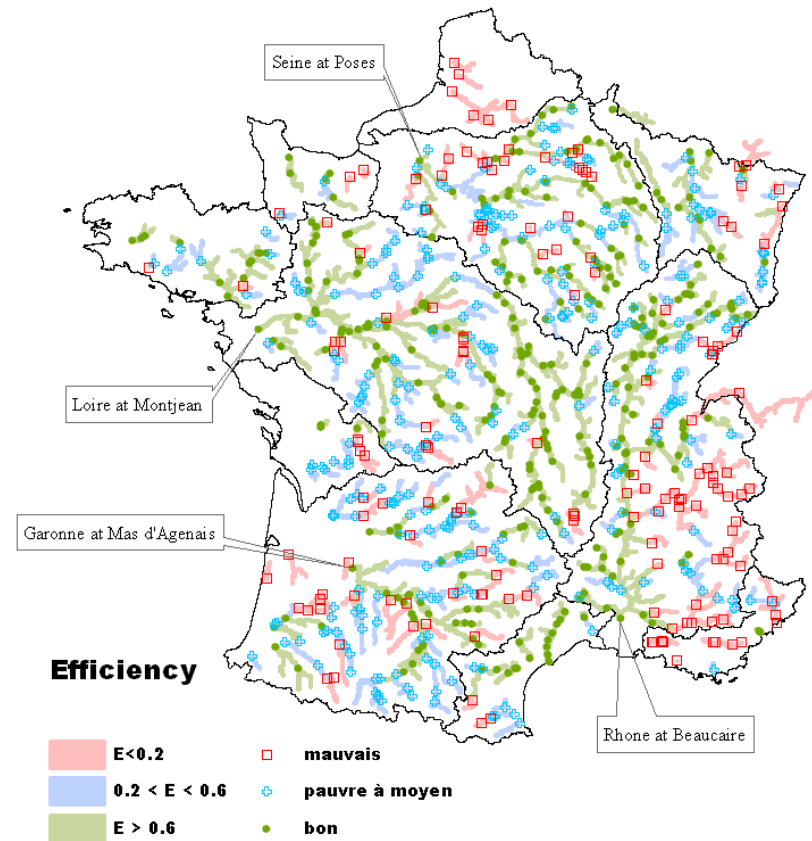 Seine at Poses
Loire at Montjean
Garonne at Mas d'Agenais
Rhone at Beaucaire
Efficiency
E<0.2 mauvais
0.2 < E < 0.6 pauvre à moyen
E > 0.6 bon